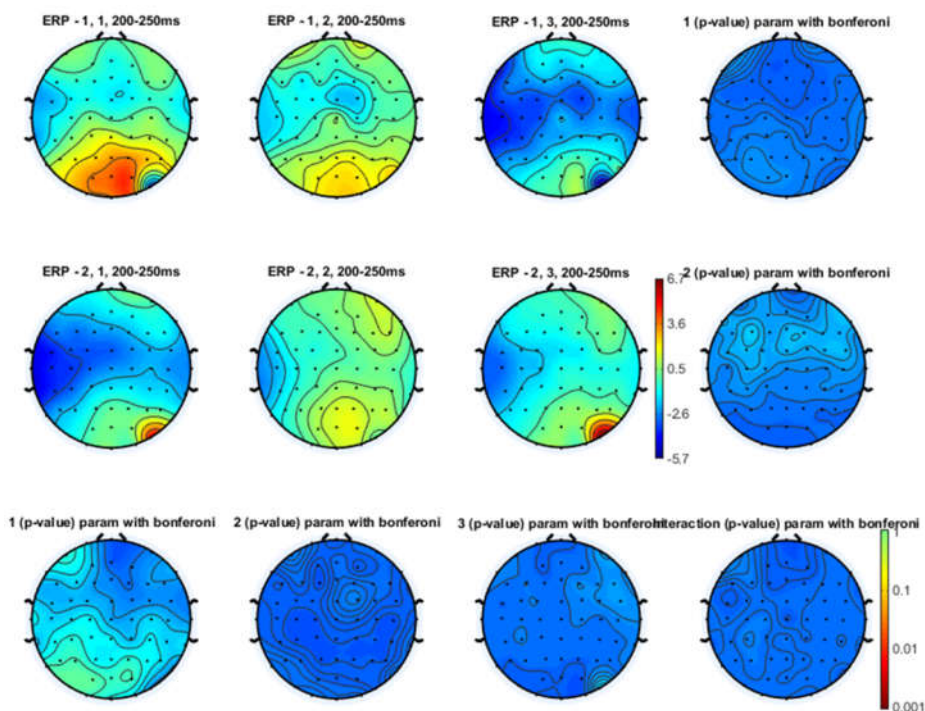 ERP - 1, 1, 200-250ms
ERP - 1, 2, 200-250ms
ERP - 1, 3, 200-250ms
1 (p-value) param with bonferoni
ERP - 2, 1, 200-250ms
ERP - 2, 2, 200-250ms
ERP - 2, 3, 200-250ms
2 (p-value) param with bonferoni
6.7
3.6
0.5
-2.6
-5.7
1 (p-value) param with bonferoni
2 (p-value) param with bonferoni
3 (p-value) param with bonferoni
Interaction (p-value) param with bonferoni
1
0.1
0.01
0.001